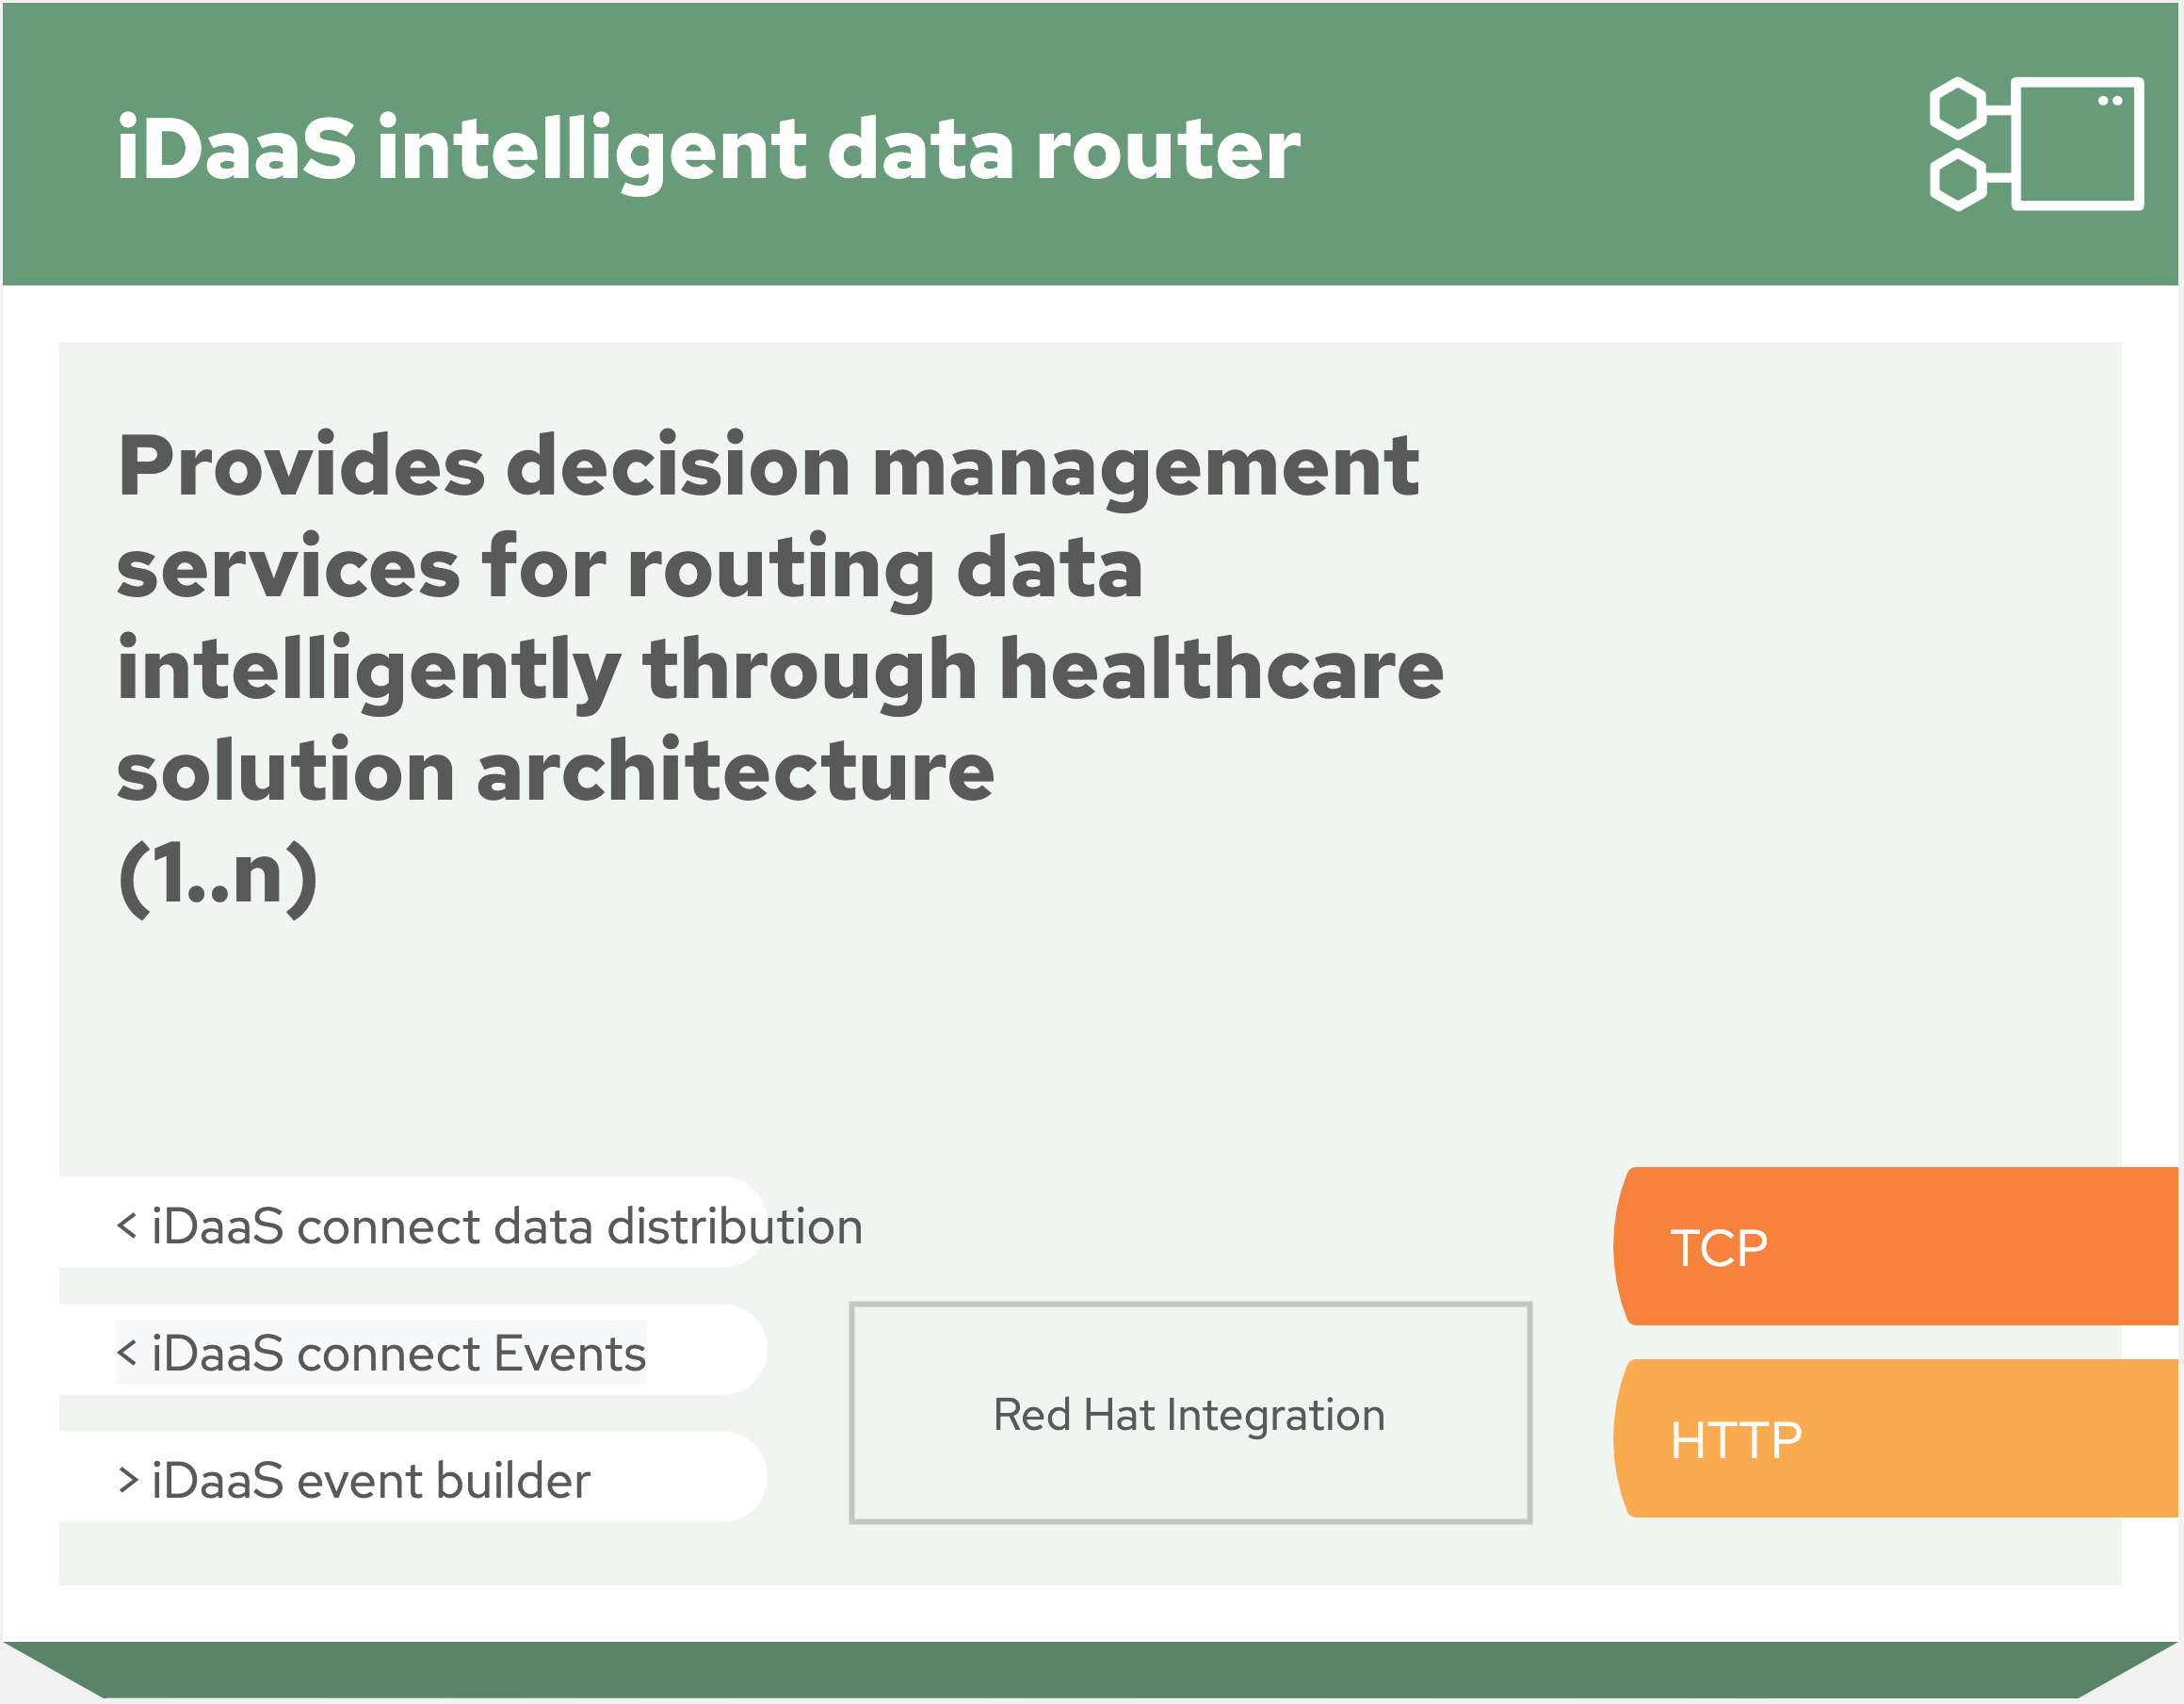 iDaaS intelligent data router
Provides decision management
services for routing data
intelligently through healthcare
solution architecture
(1..n)
< iDaaS connect data distribution
< iDaaS connect Events
> iDaaS event builder
Red Hat Integration
TCP
HTTP